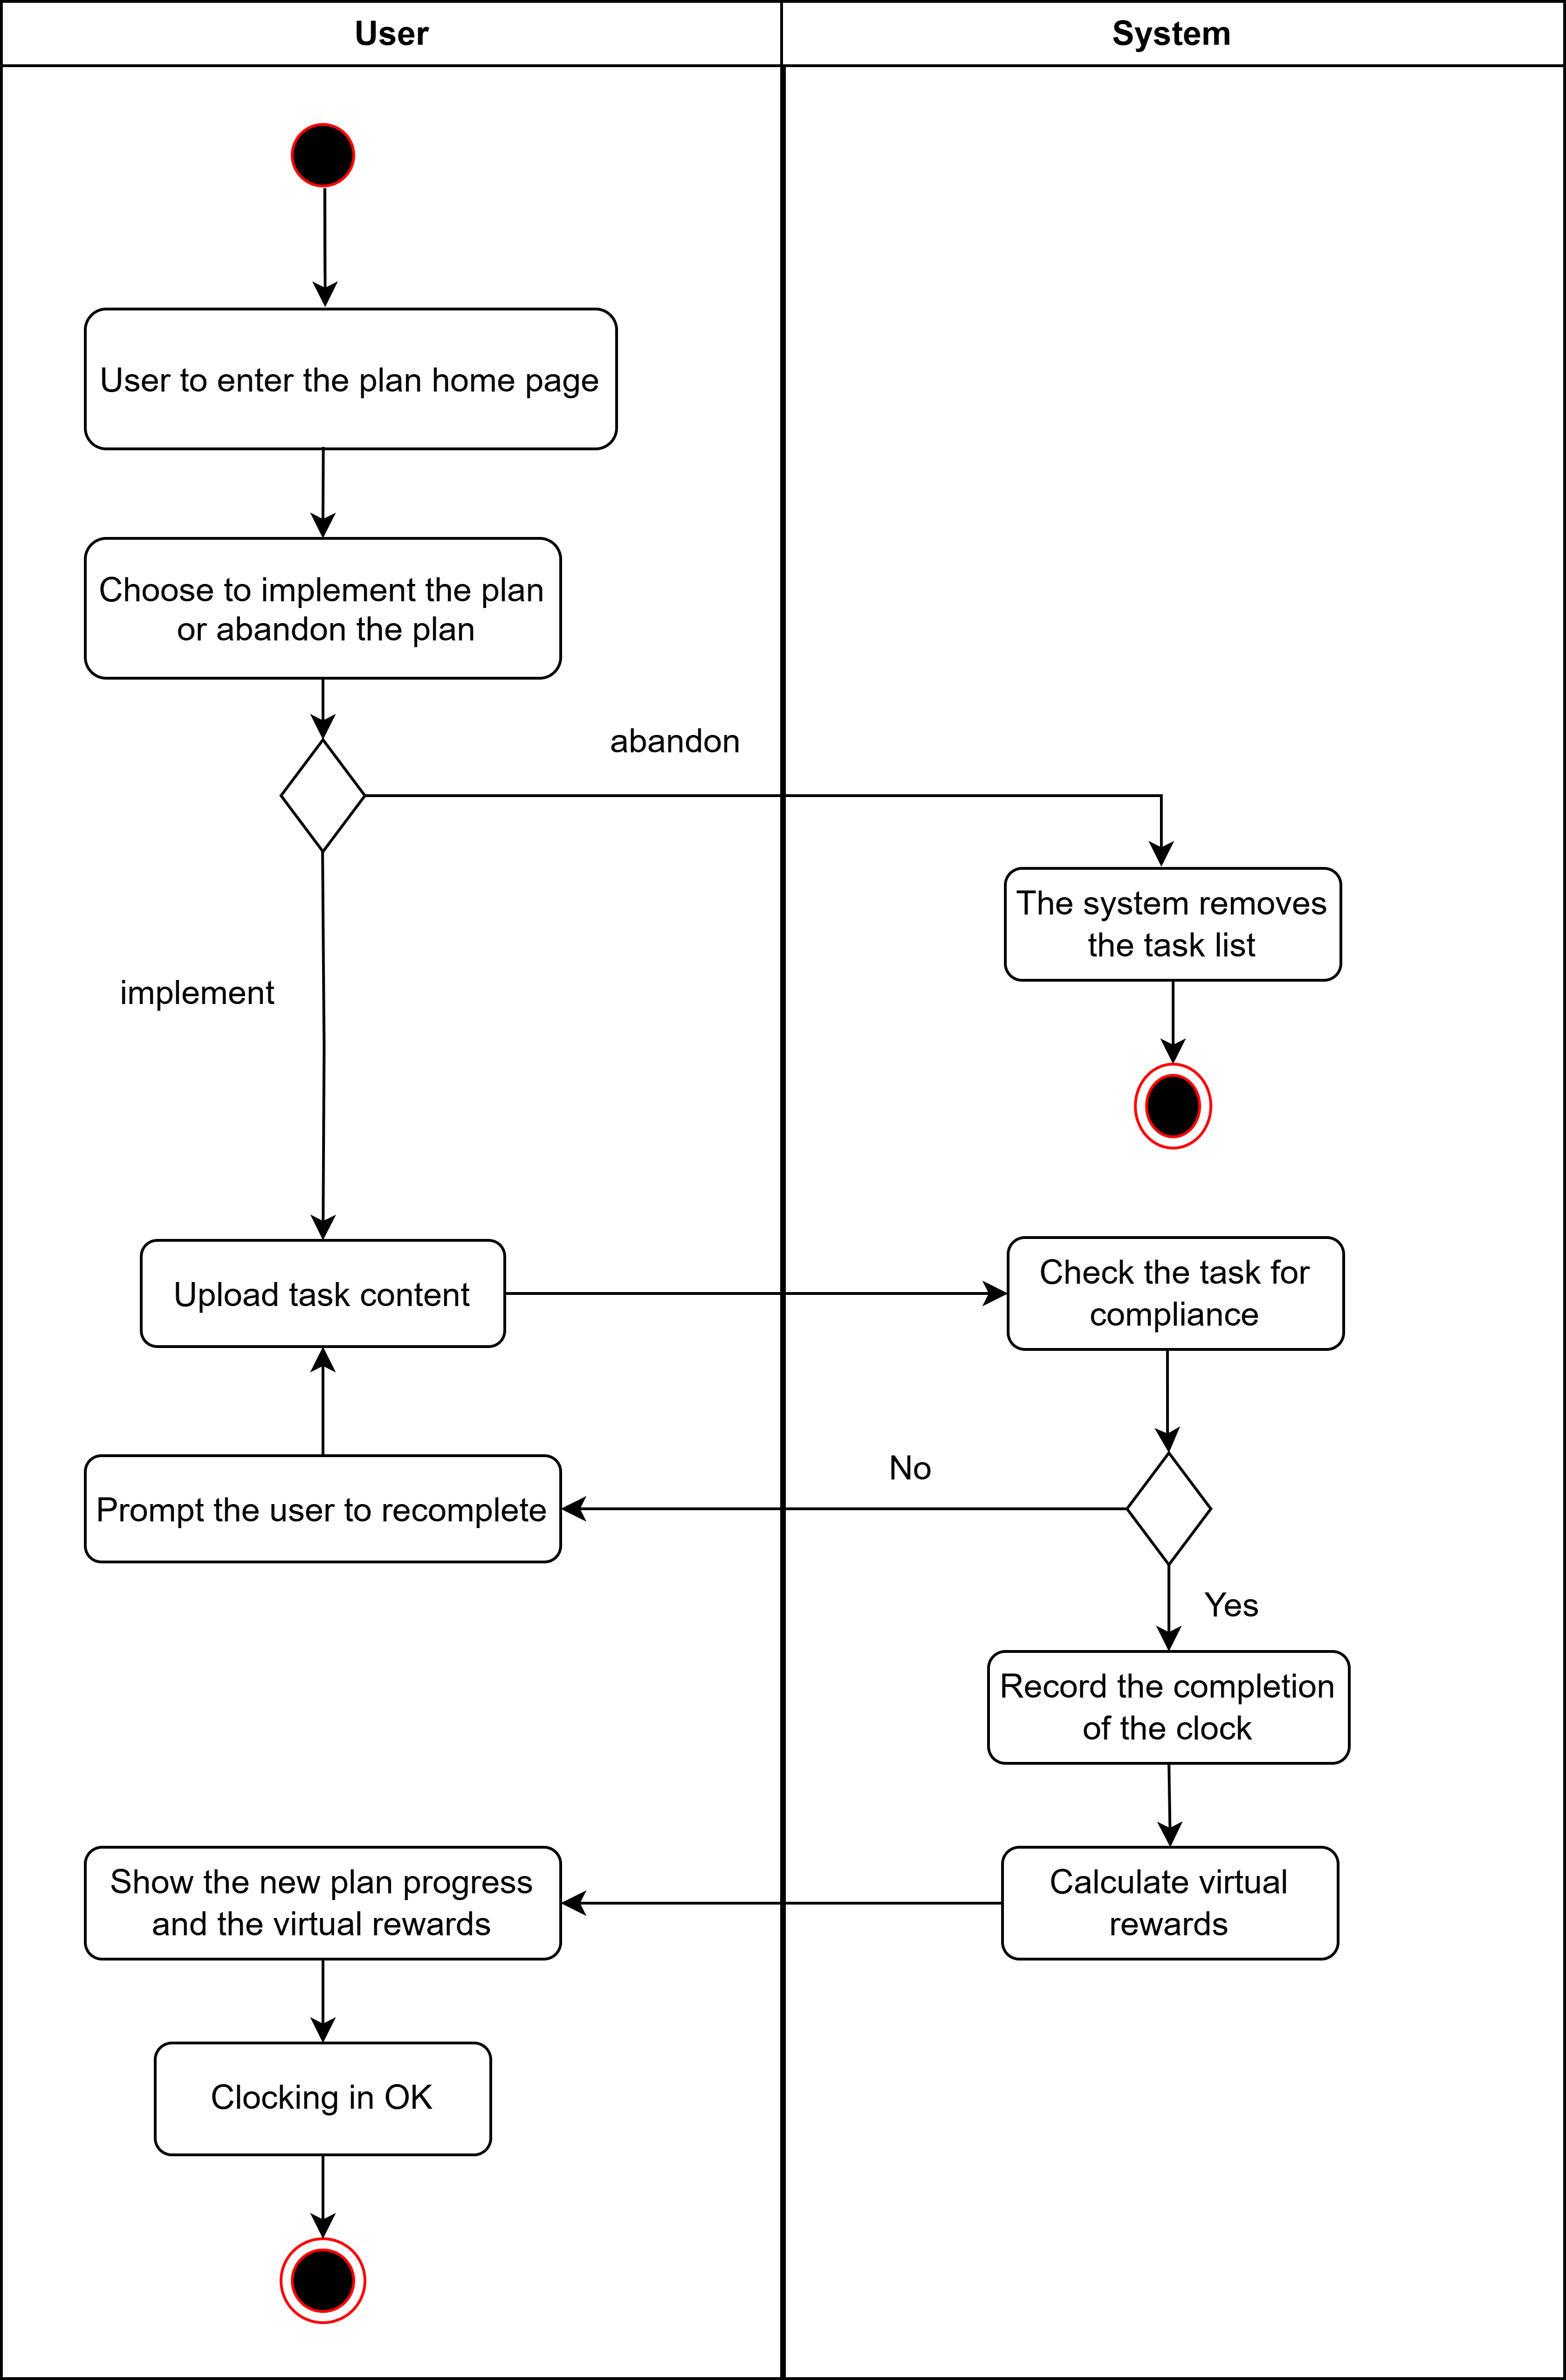 User
System
User to enter the plan home page
Choose to implement the plan
or abandon the plan
abandon
The system removes
the task list
implement
Upload task content
Check the task for
compliance
No
Prompt the user to recomplete
Yes
Record the completion
of the clock
Show the new plan progress
and the virtual rewards
Calculate virtual
rewards
Clocking in OK